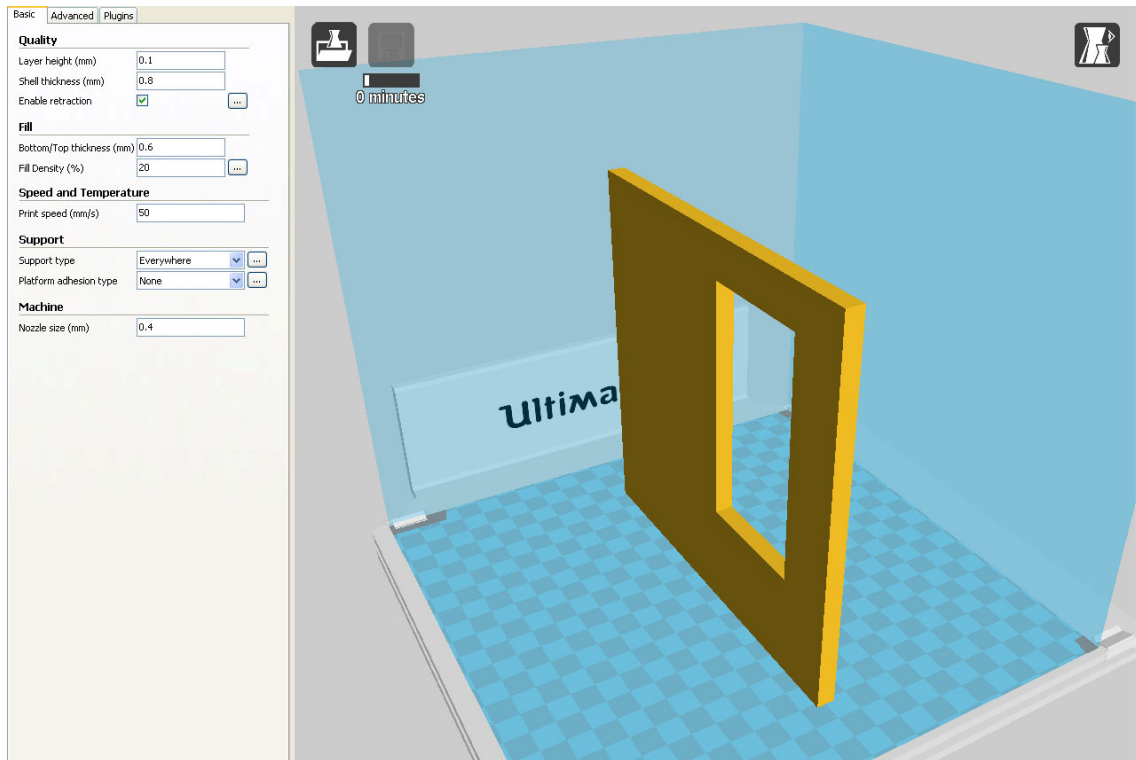 Basic Advanced Plugins
Quality
Layer height (mm) 0.1
Shell thickness (mm) 0.8
Enable retraction ...
Fill
Bottom/Top thickness (mm) 0.6
Fill Density (%) 20 ...
Speed and Temperature
Print speed (mm/s) 50
Support
Support type Everywhere ...
Platform adhesion type None ...
Machine
Nozzle size (mm) 0.4
0 minutes
Ultima